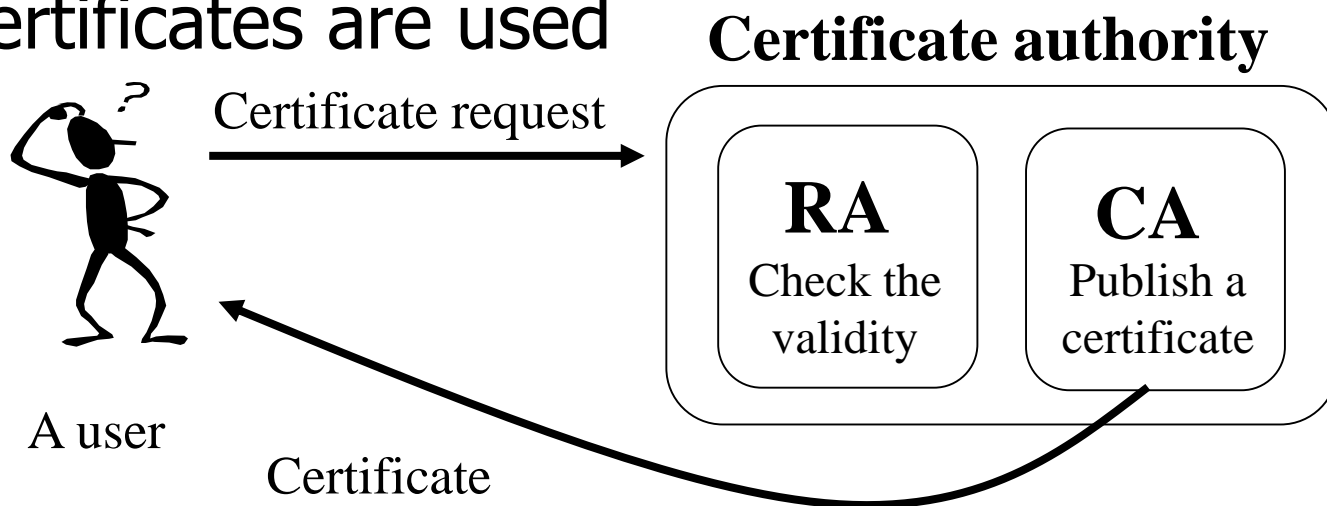 ertificates are used
Certificate authority
?
Certificate request
RA
Check the
validity
CA
Publish a
certificate
A user
Certificate